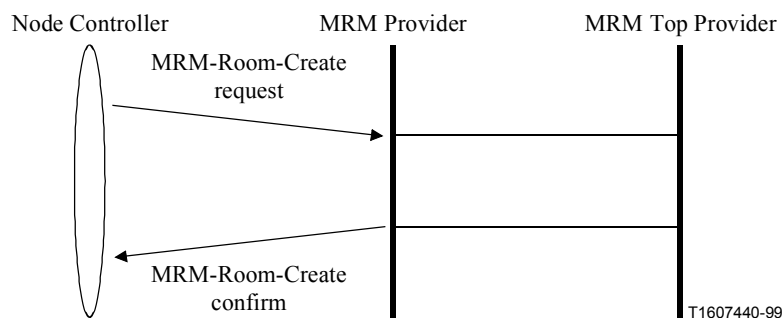 Node Controller
MRM Provider
MRM Top Provider
MRM-Room-Create
request
MRM-Room-Create
confirm
T1607440-99